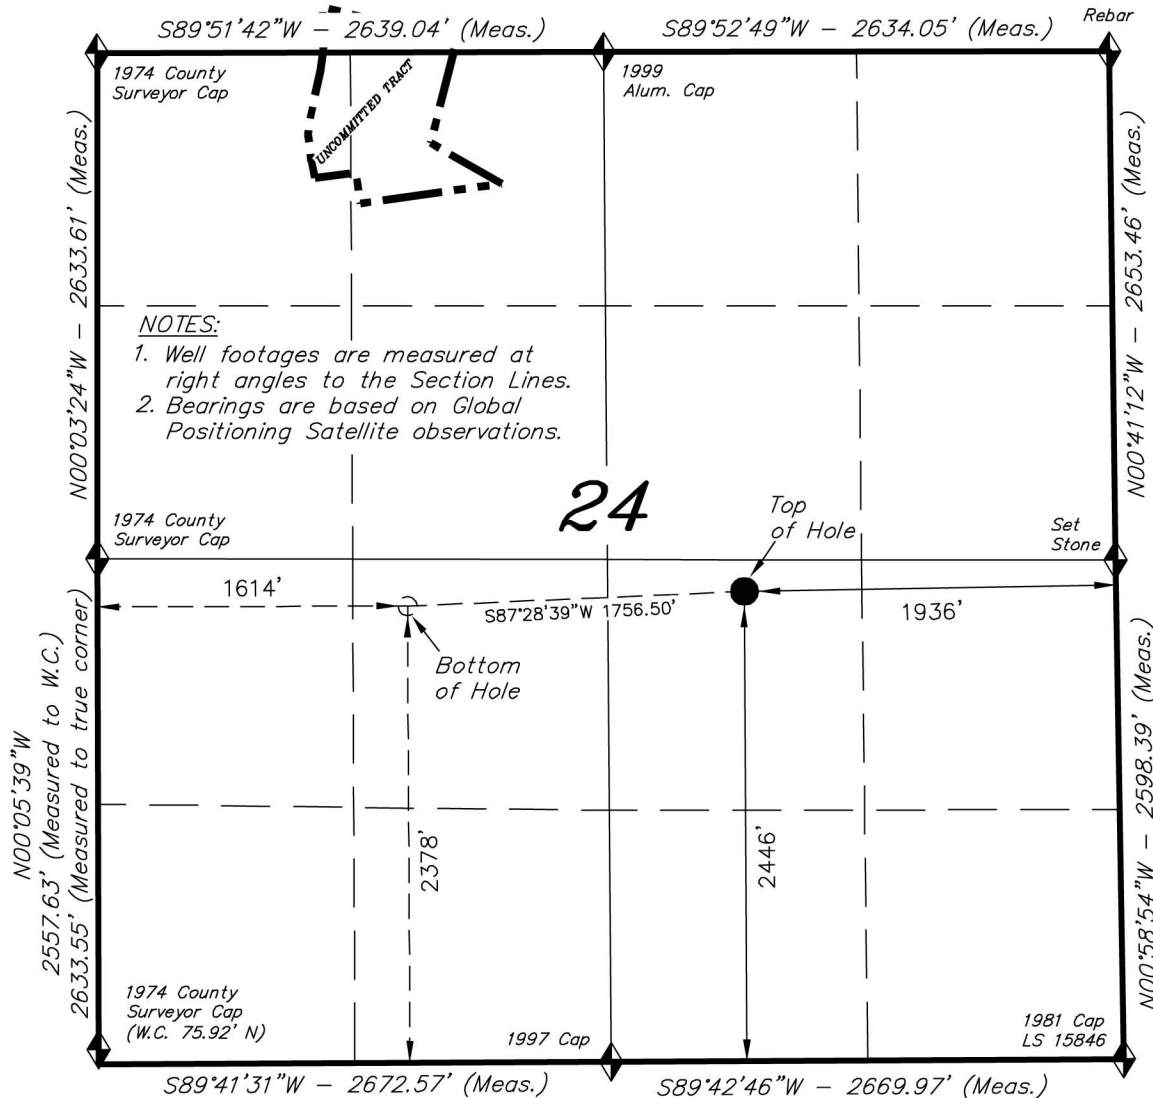 S89°51'42"W - 2639.04' (Meas.)
S89°52'49"W - 2634.05' (Meas.)
Rebar
1974 County
Surveyor Cap
UNCOMMITTED TRACT
1999
Alum. Cap
N00°03'24"W - 2633.61' (Meas.)
N00°41'12"W - 2653.46' (Meas.)
NOTES:
1. Well footages are measured at
right angles to the Section Lines.
2. Bearings are based on Global
Positioning Satellite observations.
24
1974 County
Surveyor Cap
Top
of Hole
Set
Stone
1614'
S87°28'39"W 1756.50'
1936'
Bottom
of Hole
N00°05'39"W
2557.63' (Measured to W.C.)
2633.55' (Measured to true corner)
2378'
2446'
N00°58'54"W - 2598.39' (Meas.)
1974 County
Surveyor Cap
(W.C. 75.92' N)
1997 Cap
1981 Cap
LS 15846
S89°41'31"W - 2672.57' (Meas.)
S89°42'46"W - 2669.97' (Meas.)